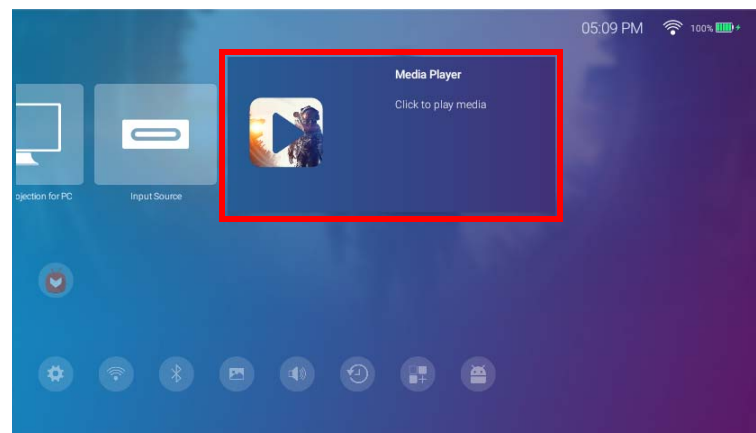 05:09 PM 100%
Media Player
Click to play media
ojection for PC
Input Source